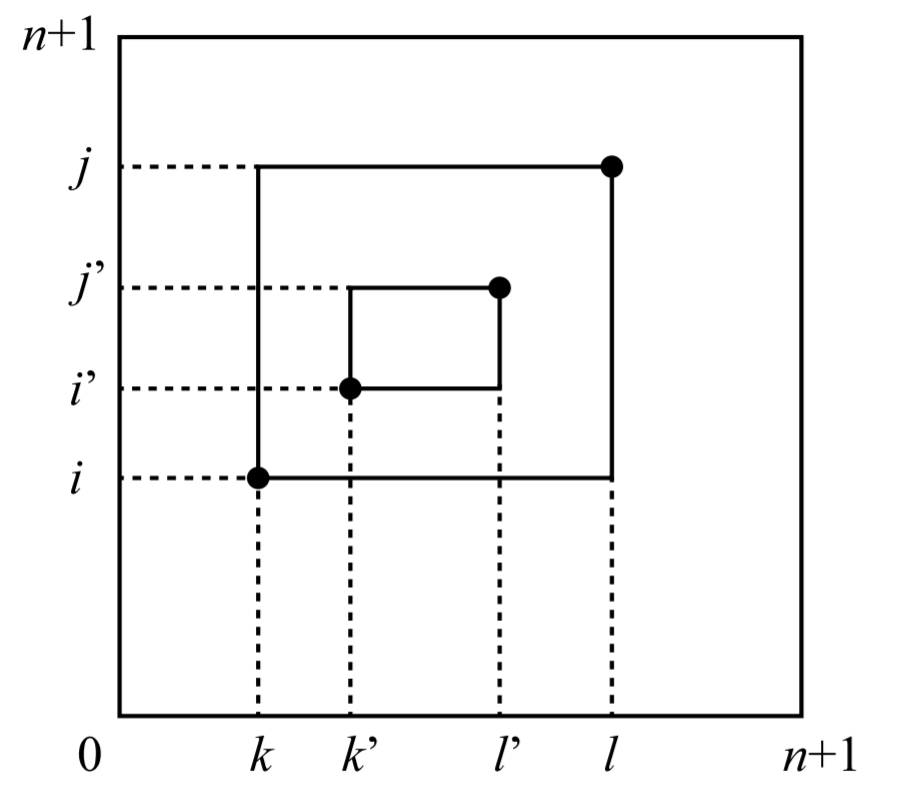 n+1
j
j’
i’
i
0 k k’ l’ l n+1